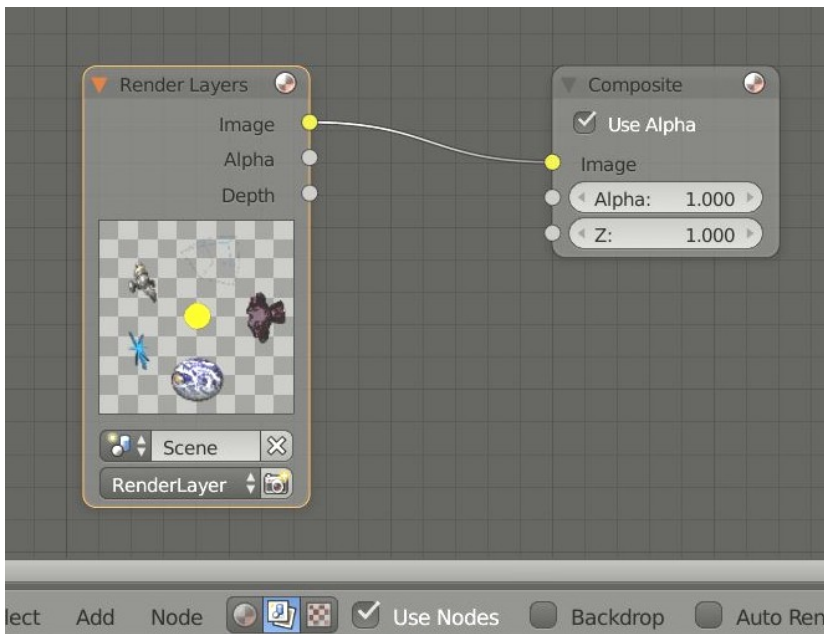 Render Layers
Image
Alpha
Depth
Scene
RenderLayer
Composite
Use Alpha
Image
Alpha: 1.000
Z: 1.000
lect Add Node Use Nodes Backdrop Auto Ren